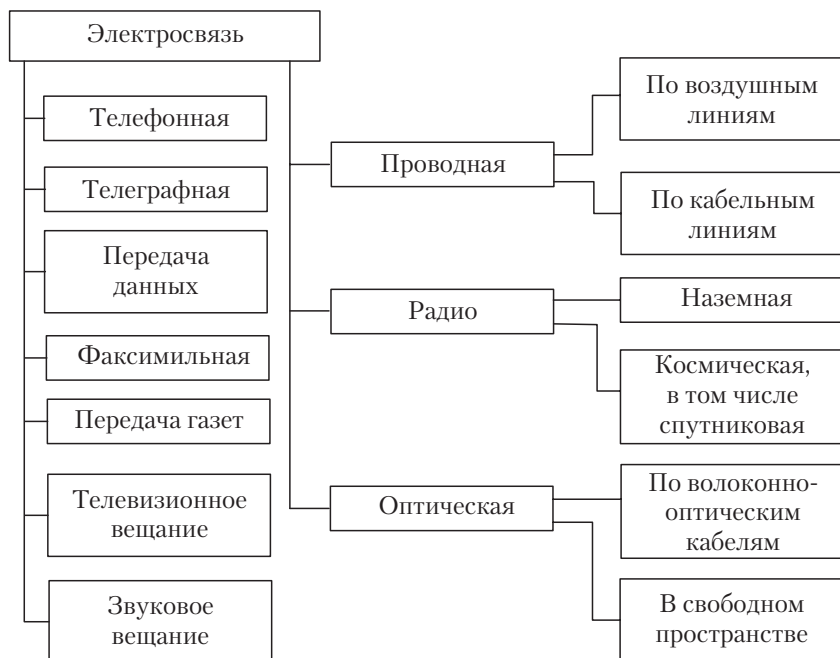 Электросвязь
Телефонная
Телеграфная
Передача
данных
Факсимильная
Передача газет
Телевизионное
вещание
Звуковое
вещание
Проводная
По воздушным
линиям
По кабельным
линиям
Радио
Наземная
Космическая,
в том числе
спутниковая
Оптическая
По волоконно-
оптическим
кабелям
В свободном
пространстве